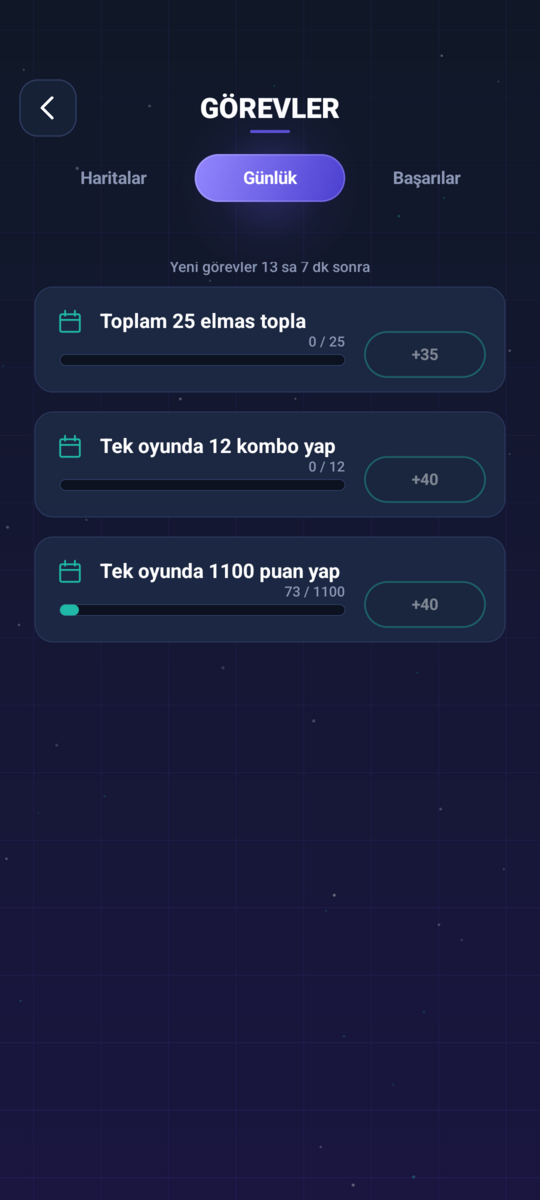 GÖREVLER
Haritalar
Günlük
Başarılar
Yeni görevler 13 sa 7 dk sonra
Toplam 25 elmas topla
0 / 25
+35
Tek oyunda 12 kombo yap
0 / 12
+40
Tek oyunda 1100 puan yap
73 / 1100
+40